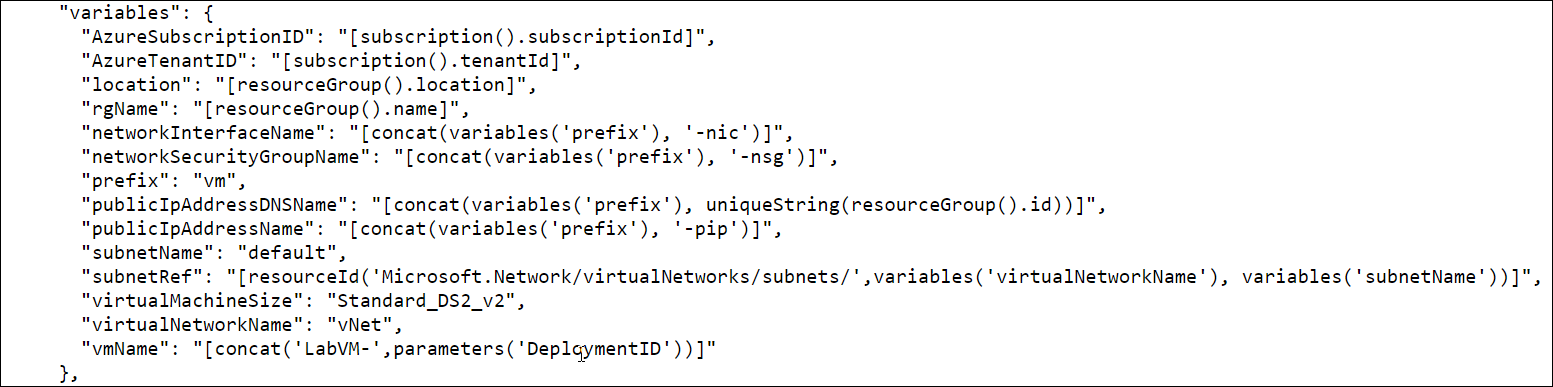 "variables": {
"AzureSubscriptionID": "[subscription().subscriptionId]",
"AzureTenantID": "[subscription().tenantId]",
"location": "[resourceGroup().location]",
"rgName": "[resourceGroup().name]",
"networkInterfaceName": "[concat(variables('prefix'), '-nic')]",
"networkSecurityGroupName": "[concat(variables('prefix'), '-nsg')]",
"prefix": "vm",
"publicIpAddressDNSName": "[concat(variables('prefix'), uniqueString(resourceGroup().id))]",
"publicIpAddressName": "[concat(variables('prefix'), '-pip')]",
"subnetName": "default",
"subnetRef": "[resourceId('Microsoft.Network/virtualNetworks/subnets/',variables('virtualNetworkName'), variables('subnetName'))]",
"virtualMachineSize": "Standard_DS2_v2",
"virtualNetworkName": "vNet",
"vmName": "[concat('LabVM-',parameters('DeploymentID'))]"
},